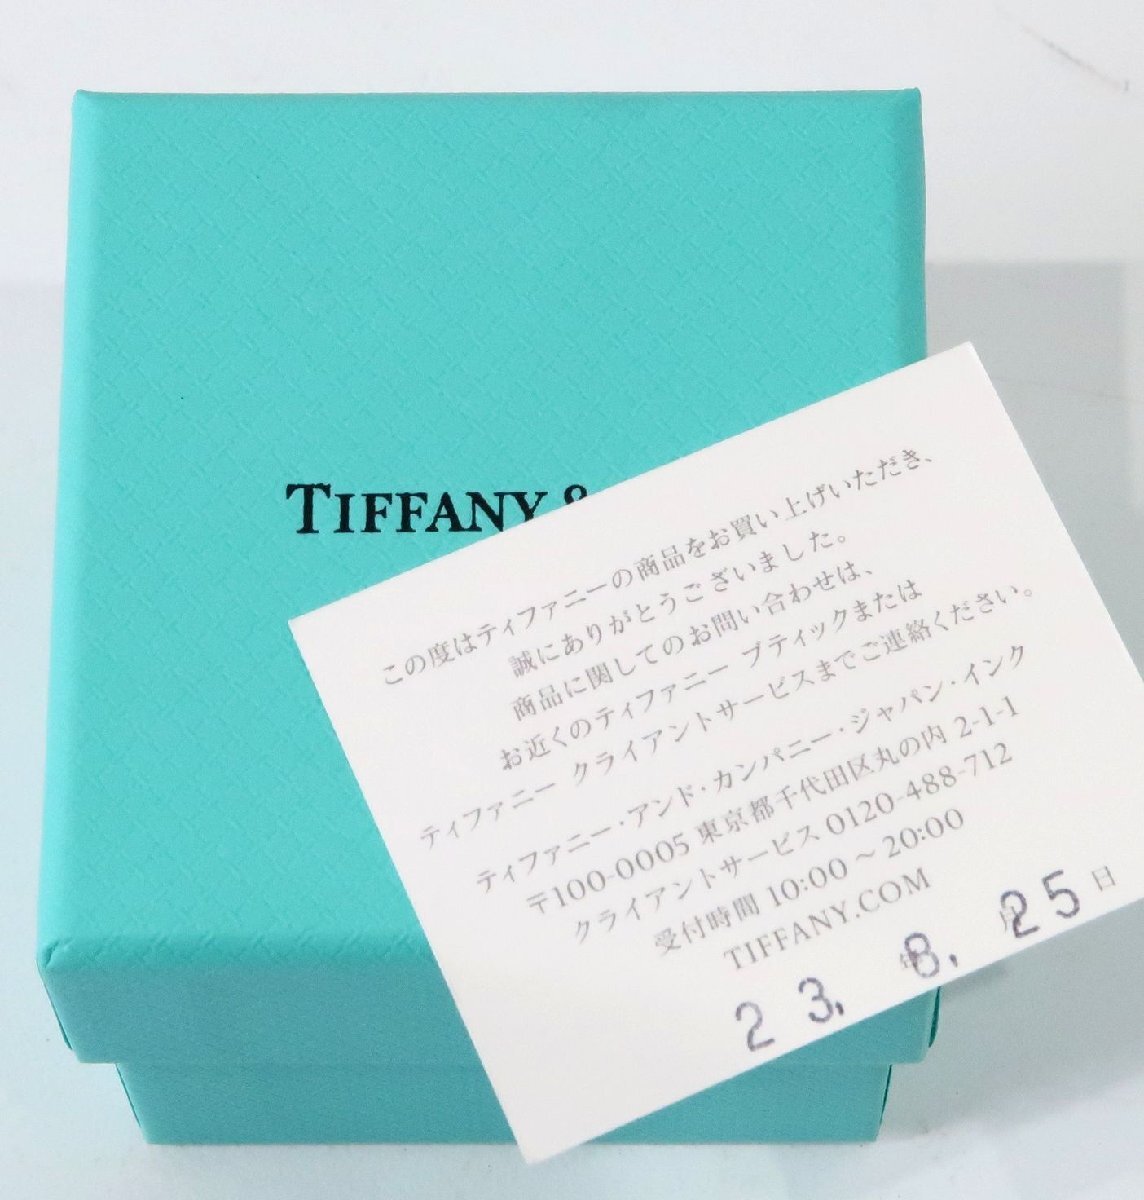 TIFFANY &
この度はティファニーの商品をお買い上げいただき、
誠にありがとうございました。
商品に関してのお問い合わせは、
お近くのティファニー ブティックまたは
ティファニー クライアントサービスまでご連絡ください。
ティファニー・アンド・カンパニー・ジャパン・インク
〒100-0005 東京都千代田区丸の内 2-1-1
クライアントサービス 0120-488-712
受付時間 10:00～20:00
TIFFANY.COM
23, 年 8, 月 25 日